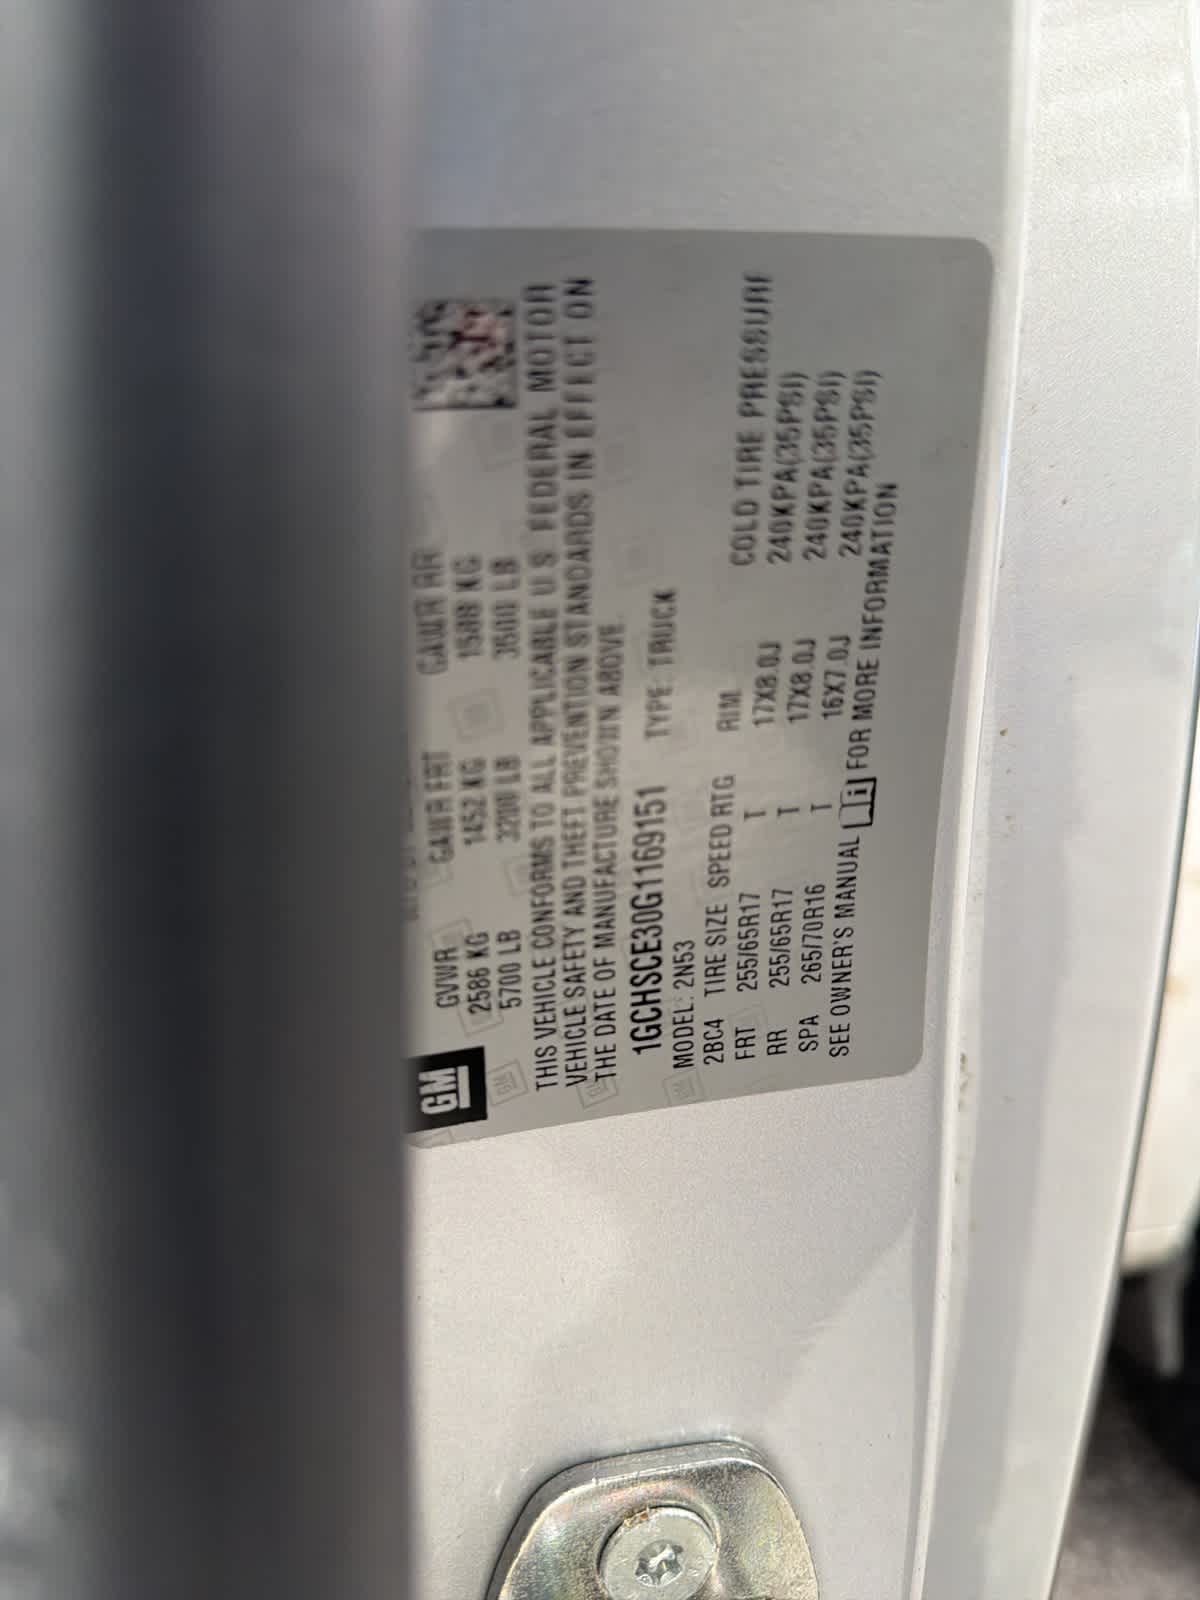 GM
GVWR GAWR FRT GAWR RR
2586 KG 1452 KG 1588 KG
5700 LB 3200 LB 3500 LB
THIS VEHICLE CONFORMS TO ALL APPLICABLE U.S. FEDERAL MOTOR
VEHICLE SAFETY AND THEFT PREVENTION STANDARDS IN EFFECT ON
THE DATE OF MANUFACTURE SHOWN ABOVE.
1GCHSCE30G1169151 TYPE: TRUCK
MODEL: 2N53
2BC4 TIRE SIZE SPEED RTG RIM COLD TIRE PRESSURE
FRT 255/65R17 T 17X8.0J 240KPA(35PSI)
RR 255/65R17 T 17X8.0J 240KPA(35PSI)
SPA 265/70R16 T 16X7.0J 240KPA(35PSI)
SEE OWNER'S MANUAL i FOR MORE INFORMATION